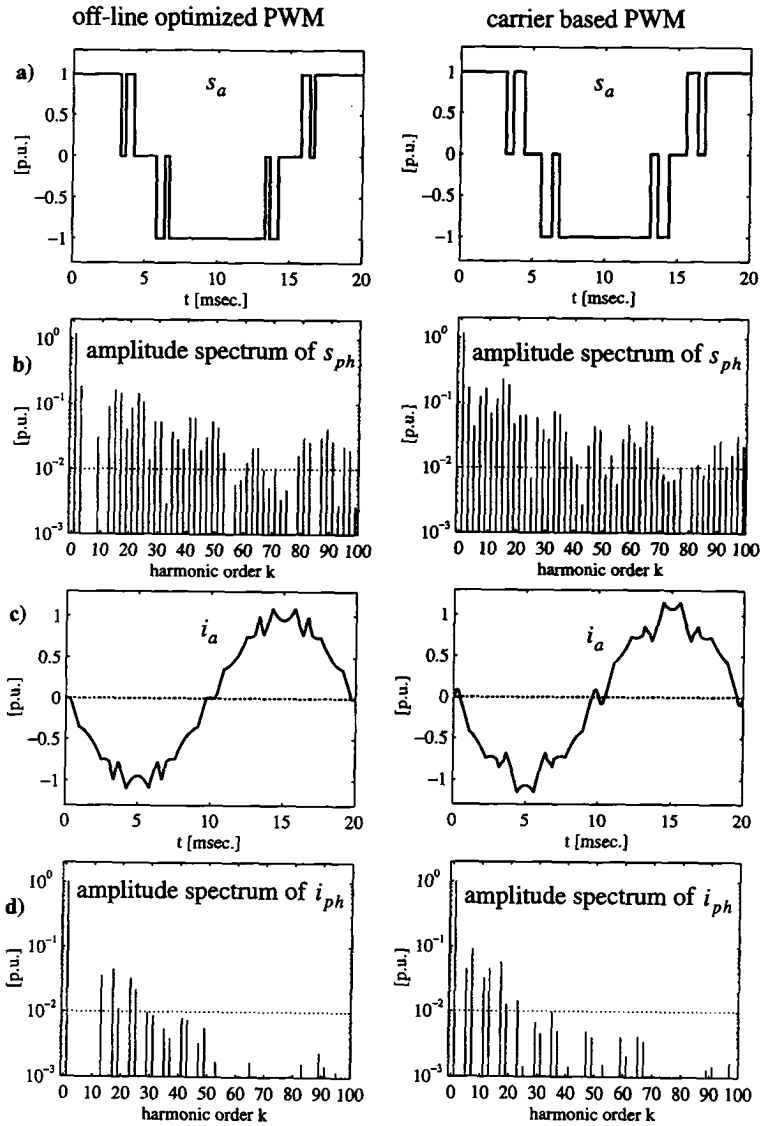 off-line optimized PWM
carrier based PWM
a)
1
0.5
0
−0.5
−1
[p.u.]
s_a
0 5 10 15 20
t [msec.]
1
0.5
0
−0.5
−1
[p.u.]
s_a
0 5 10 15 20
t [msec.]
b)
10^0
10^-1
10^-2
10^-3
[p.u.]
amplitude spectrum of s_ph
0 10 20 30 40 50 60 70 80 90 100
harmonic order k
10^0
10^-1
10^-2
10^-3
[p.u.]
amplitude spectrum of s_ph
0 10 20 30 40 50 60 70 80 90 100
harmonic order k
c)
1
0.5
0
−0.5
−1
[p.u.]
i_a
0 5 10 15 20
t [msec.]
1
0.5
0
−0.5
−1
[p.u.]
i_a
0 5 10 15 20
t [msec.]
d)
10^0
10^-1
10^-2
10^-3
[p.u.]
amplitude spectrum of i_ph
0 10 20 30 40 50 60 70 80 90 100
harmonic order k
10^0
10^-1
10^-2
10^-3
[p.u.]
amplitude spectrum of i_ph
0 10 20 30 40 50 60 70 80 90 100
harmonic order k